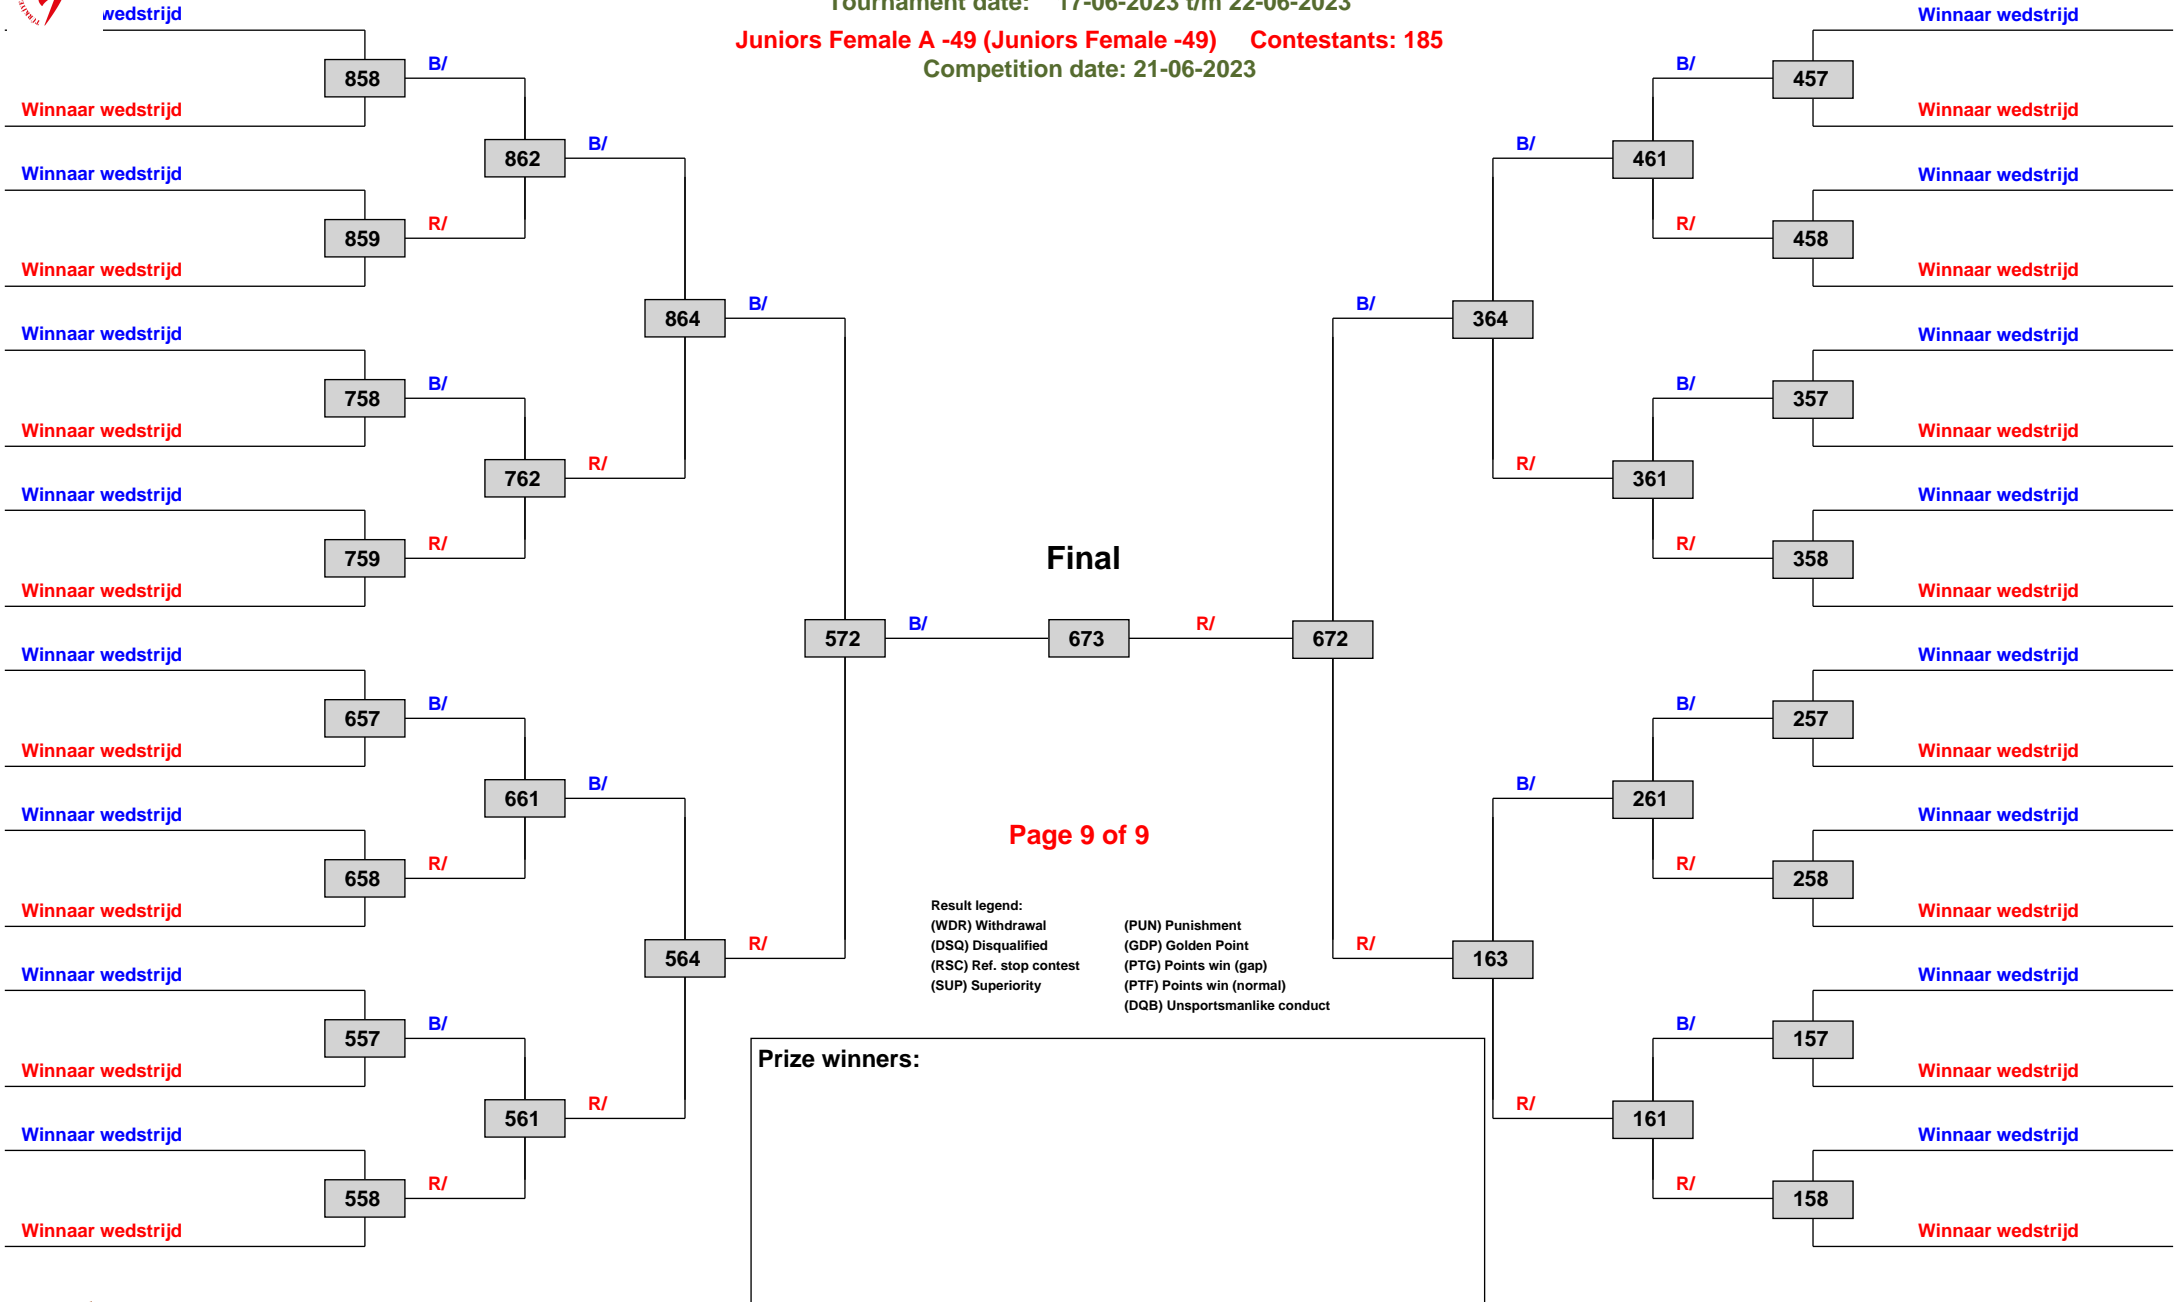 Tournament date: 17-06-2023 t/m 22-06-2023
Juniors Female A -49 (Juniors Female -49) Contestants: 185
Competition date: 21-06-2023
wedstrijd
858
B/
Winnaar wedstrijd
862
B/
Winnaar wedstrijd
859
R/
Winnaar wedstrijd
864
B/
Winnaar wedstrijd
758
B/
Winnaar wedstrijd
762
R/
Winnaar wedstrijd
759
R/
Winnaar wedstrijd
572
B/
Winnaar wedstrijd
657
B/
Winnaar wedstrijd
661
B/
Winnaar wedstrijd
658
R/
Winnaar wedstrijd
564
R/
Winnaar wedstrijd
557
B/
Winnaar wedstrijd
561
R/
Winnaar wedstrijd
558
R/
Winnaar wedstrijd
Final
673
R/
672
Winnaar wedstrijd
B/
457
Winnaar wedstrijd
B/
461
Winnaar wedstrijd
R/
458
Winnaar wedstrijd
B/
364
Winnaar wedstrijd
B/
357
Winnaar wedstrijd
R/
361
Winnaar wedstrijd
R/
358
Winnaar wedstrijd
Winnaar wedstrijd
B/
257
Winnaar wedstrijd
B/
261
Winnaar wedstrijd
R/
258
Winnaar wedstrijd
R/
163
Winnaar wedstrijd
B/
157
Winnaar wedstrijd
R/
161
Winnaar wedstrijd
R/
158
Winnaar wedstrijd
Page 9 of 9
Result legend:
(WDR) Withdrawal (PUN) Punishment
(DSQ) Disqualified (GDP) Golden Point
(RSC) Ref. stop contest (PTG) Points win (gap)
(SUP) Superiority (PTF) Points win (normal)
(DQB) Unsportsmanlike conduct
Prize winners: